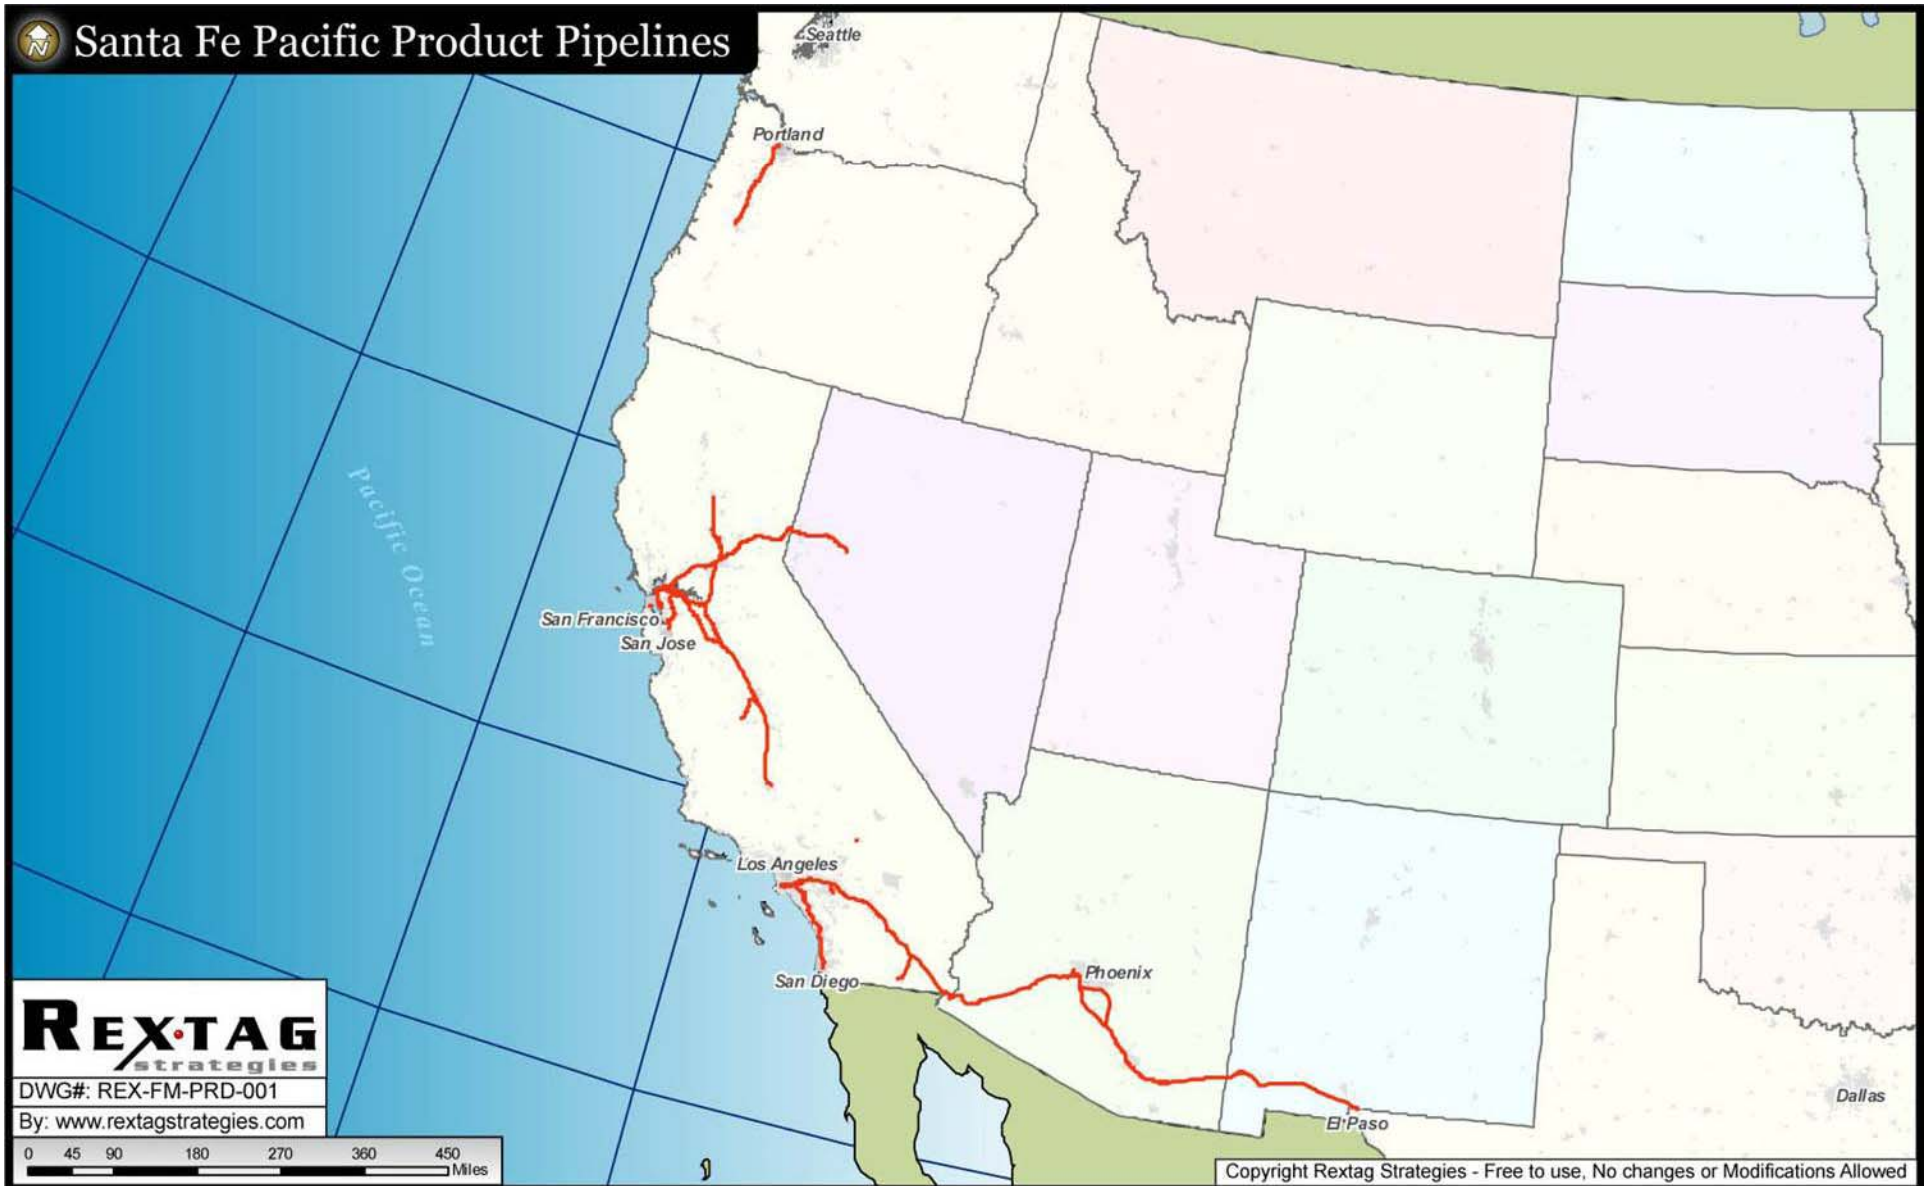 N
Santa Fe Pacific Product Pipelines
Seattle
Portland
Pacific Ocean
San Francisco
San Jose
Los Angeles
San Diego
Phoenix
El Paso
Dallas
REXTAG
strategies
DWG#: REX-FM-PRD-001
By: www.rextagstrategies.com
0 45 90 180 270 360 450
Miles
Copyright Rextag Strategies - Free to use, No changes or Modifications Allowed